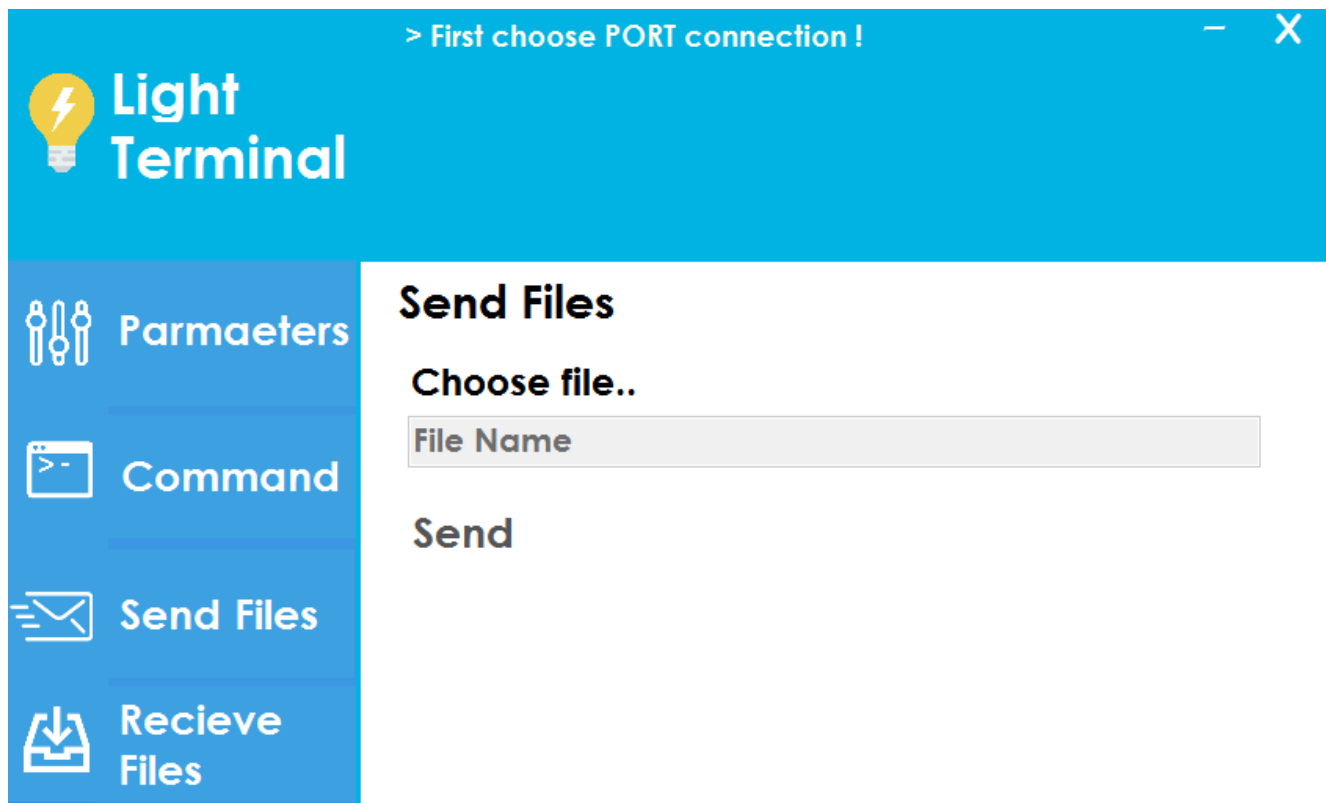 > First choose PORT connection !
– X
Light
Terminal
Parmaeters
Command
Send Files
Recieve
Files
Send Files
Choose file..
File Name
Send